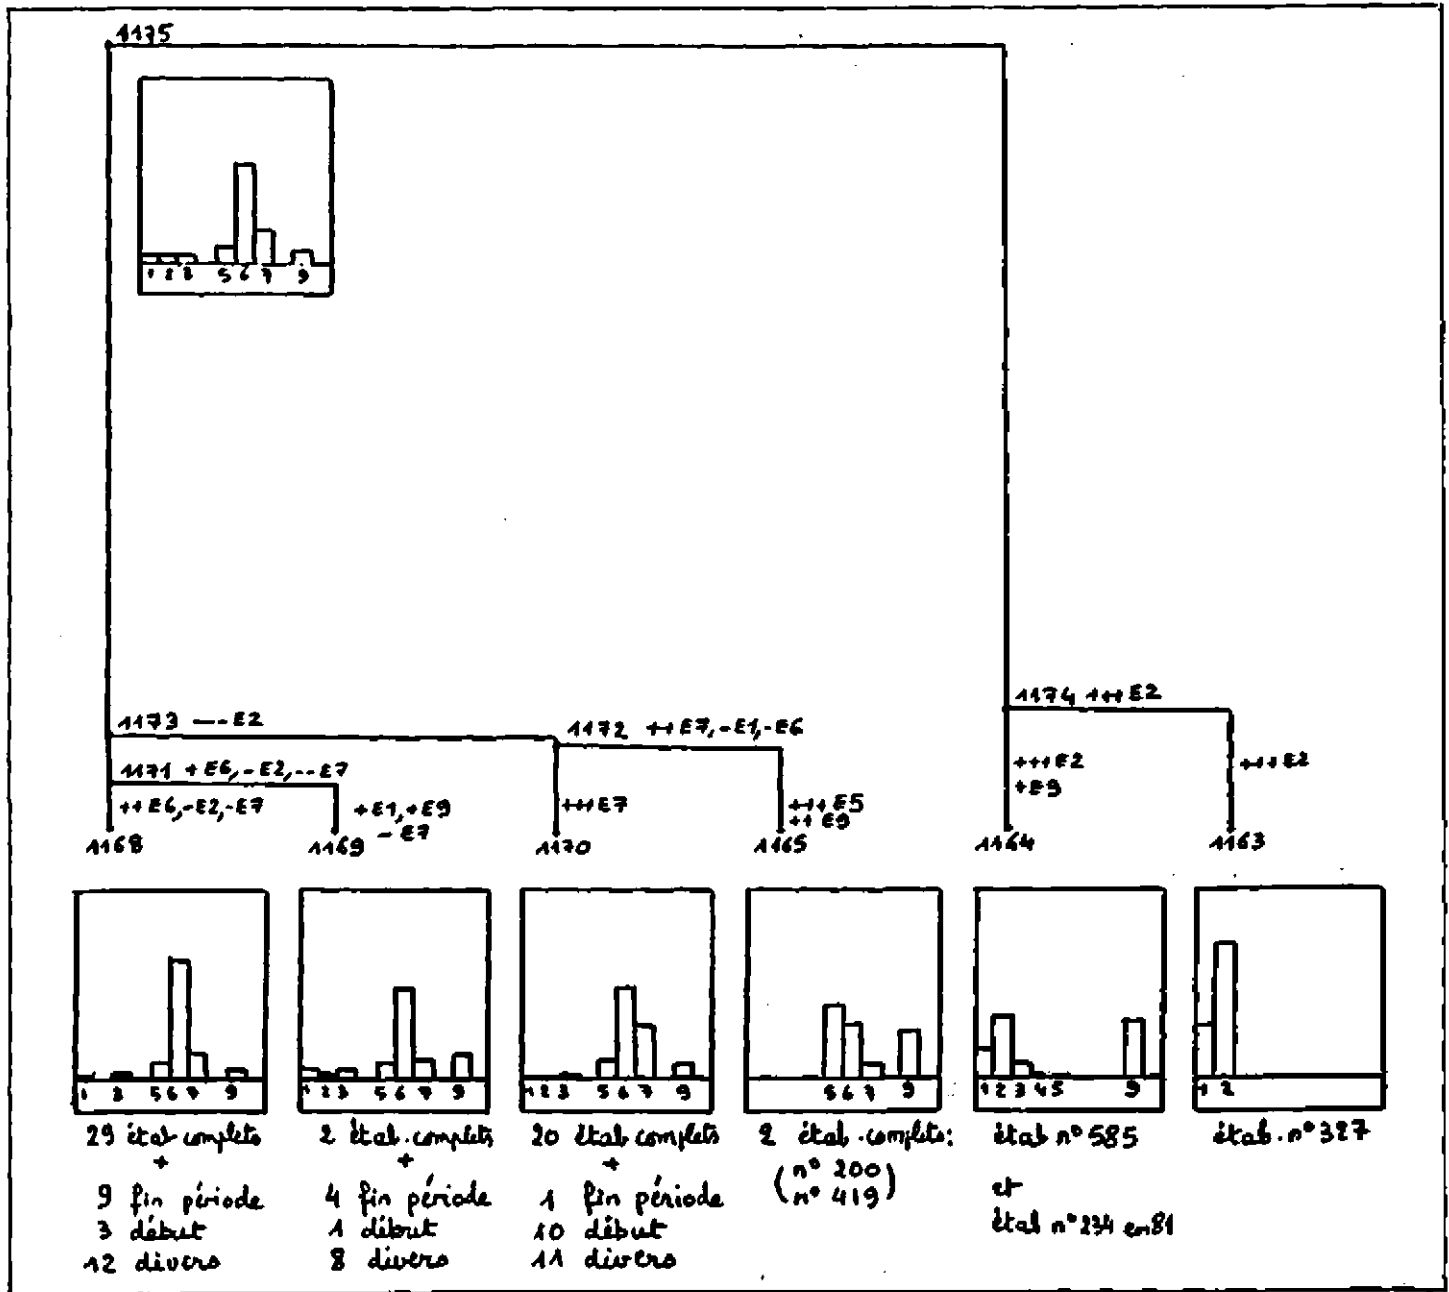 1175
1 2 3 5 6 7 9
1174 +++E2
1173 ---E2
1172 ++E7,-E1,-E6
1171 +E6,-E2,--E7
+++E2
+E9
+++E2
++E6,-E2,-E7
+E1,+E9
-E7
+++E7
+++E5
++E9
1168
1169
1170
1165
1164
1163
1 3 5 6 7 9
1 2 3 5 6 7 9
1 2 3 5 6 7 9
5 6 7 9
1 2 3 4 5 9
1 2
29 étab complets
+
9 fin période
3 début
12 divers
2 étab. complets
+
4 fin période
1 début
8 divers
20 étab complets
+
1 fin période
10 début
11 divers
2 étab. complets:
(n° 200)
(n° 419)
étab n° 585
et
étab n° 234 en 81
étab. n° 327